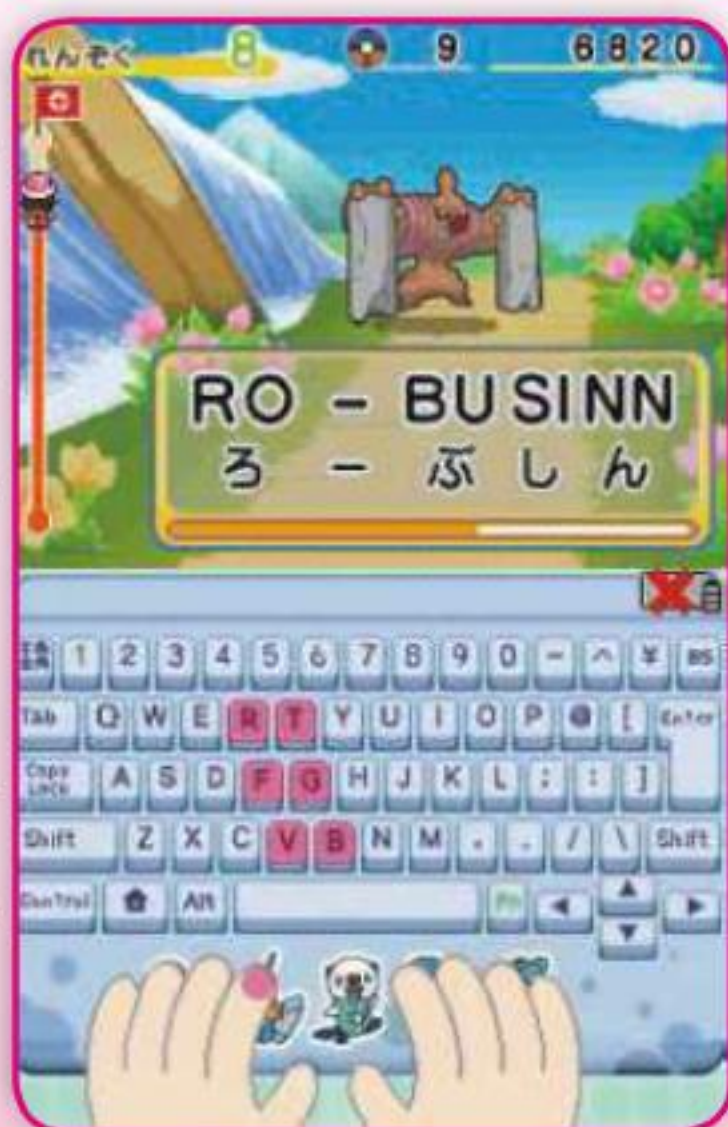 れんぞく 8 9 6820
RO - BUSINN
ろ - ぶしん
1 2 3 4 5 6 7 8 9 0 - ^ ¥ BS
Tab Q W E R T Y U I O P @ [ Enter
Caps Lock A S D F G H J K L ; : ]
Shift Z X C V B N M , . / \ Shift
Control Alt Fn